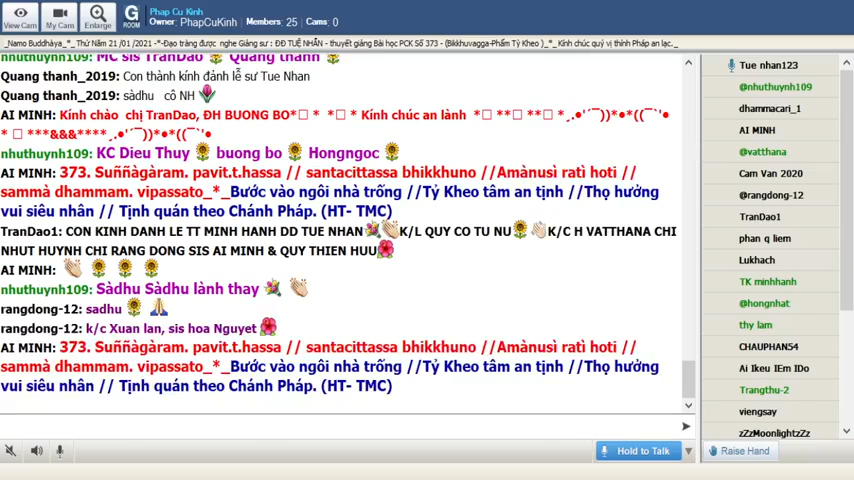 View Cam
My Cam
Enlarge
G ROOM
Phap Cu Kinh
Owner: PhapCuKinh Members: 25 Cams: 0
_Namo Buddhàya_*_ Thứ Năm 21 /01 /2021 -*-Đạo tràng được nghe Giảng sư : ĐĐ TUỆ NHÂN - thuyết giảng Bài học PCK Số 373 - (Bikkhuvagga-Phẩm Tỷ Kheo )_*_ Kính chúc quý vị thính Pháp an lạc._
nhuthuynh109: MC sis TranDao Quang thanh
Quang thanh_2019: Con thành kính đảnh lễ sư Tue Nhan
Quang thanh_2019: sàdhu cô NH
AI MINH: Kính chào chị TranDao, ĐH BUONG BO*□ * *□ * Kính chúc an lành *□ **□ **□ *¸.•'´¯))*•*((¯`'•
* □ ***&&&****¸.•'´¯))*•*((¯`'•
nhuthuynh109: KC Dieu Thuy buong bo Hongngoc
AI MINH: 373. Suññàgàram. pavit.t.hassa // santacittassa bhikkhuno //Amànusì ratì hoti //
sammà dhammam. vipassato_*_Bước vào ngôi nhà trống //Tỷ Kheo tâm an tịnh //Thọ hưởng
vui siêu nhân // Tịnh quán theo Chánh Pháp. (HT- TMC)
TranDao1: CON KINH DANH LE TT MINH HANH DD TUE NHAN K/L QUY CO TU NU K/C H VATTHANA CHI
NHUT HUYNH CHI RANG DONG SIS AI MINH & QUY THIEN HUU
AI MINH:
nhuthuynh109: Sàdhu Sàdhu lành thay
rangdong-12: sadhu
rangdong-12: k/c Xuan lan, sis hoa Nguyet
AI MINH: 373. Suññàgàram. pavit.t.hassa // santacittassa bhikkhuno //Amànusì ratì hoti //
sammà dhammam. vipassato_*_Bước vào ngôi nhà trống //Tỷ Kheo tâm an tịnh //Thọ hưởng
vui siêu nhân // Tịnh quán theo Chánh Pháp. (HT- TMC)
Hold to Talk
Tue nhan123
@nhuthuynh109
dhammacari_1
AI MINH
@vatthana
Cam Van 2020
@rangdong-12
TranDao1
phan q liem
Lukhach
TK minhhanh
@hongnhat
thy lam
CHAUPHAN54
Ai Ikeu IEm IDo
Trangthu-2
viengsay
zZzMoonlightzZz
Raise Hand